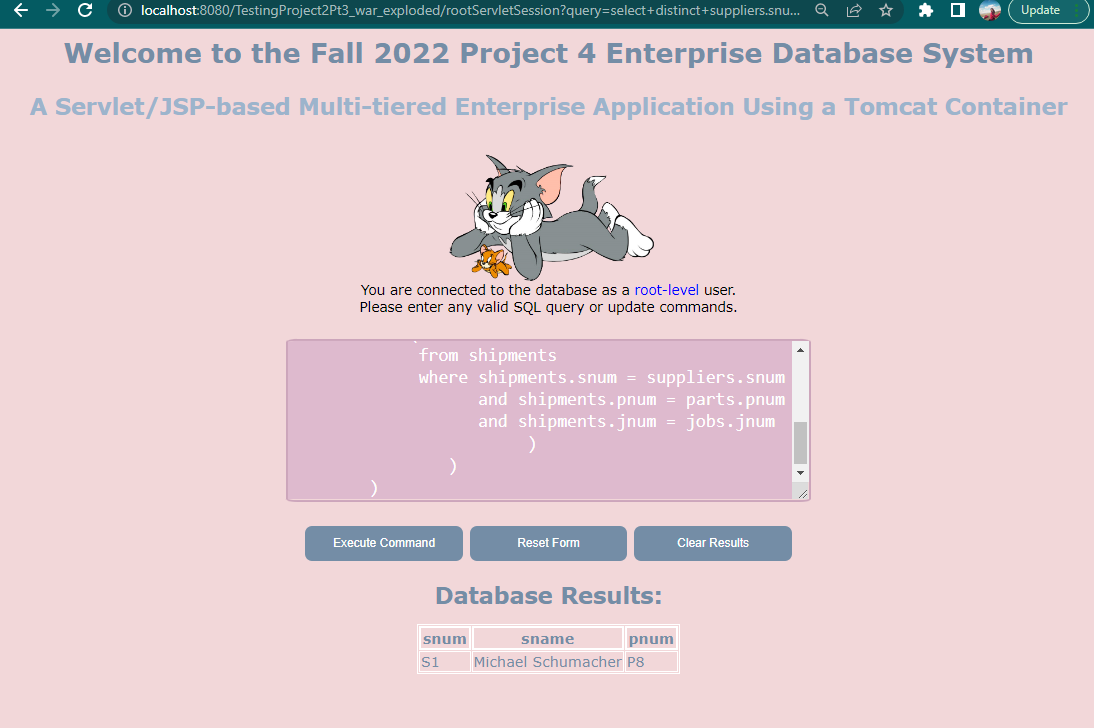 localhost:8080/TestingProject2Pt3_war_exploded/rootServletSession?query=select+distinct+suppliers.snu...
Update
Welcome to the Fall 2022 Project 4 Enterprise Database System
A Servlet/JSP-based Multi-tiered Enterprise Application Using a Tomcat Container
You are connected to the database as a root-level user.
Please enter any valid SQL query or update commands.
from shipments
where shipments.snum = suppliers.snum
and shipments.pnum = parts.pnum
and shipments.jnum = jobs.jnum
)
)
)
Execute Command Reset Form Clear Results
Database Results:
snum sname pnum
S1 Michael Schumacher P8